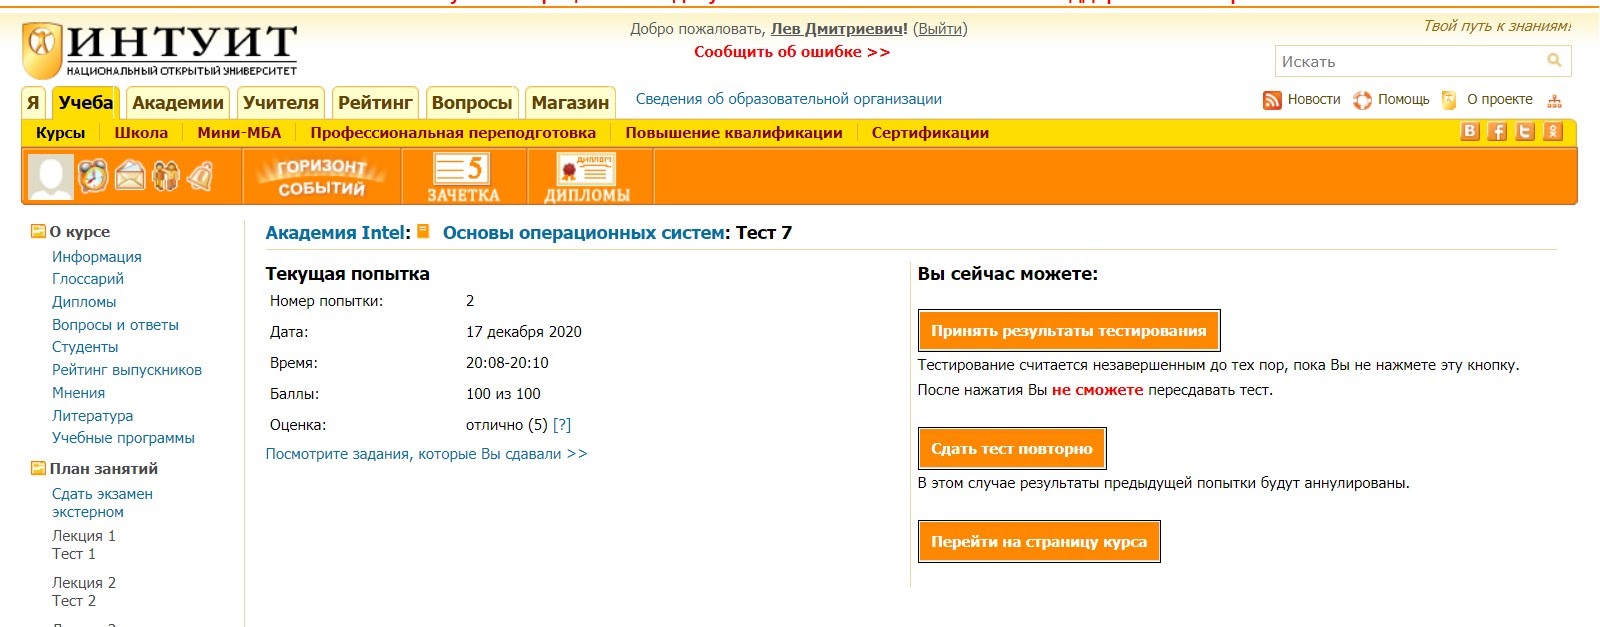 Добро пожаловать, Лев Дмитриевич! (Выйти)
Твой путь к знаниям!
Сообщить об ошибке >>
ИНТУИТ
НАЦИОНАЛЬНЫЙ ОТКРЫТЫЙ УНИВЕРСИТЕТ
Искать
Я Учеба Академии Учителя Рейтинг Вопросы Магазин Сведения об образовательной организации Новости Помощь О проекте
Курсы Школа Мини-МБА Профессиональная переподготовка Повышение квалификации Сертификации
ГОРИЗОНТ СОБЫТИЙ
5
ЗАЧЕТКА
ДИПЛОМ
ДИПЛОМЫ
О курсе
Информация
Глоссарий
Дипломы
Вопросы и ответы
Студенты
Рейтинг выпускников
Мнения
Литература
Учебные программы
План занятий
Сдать экзамен
экстерном
Лекция 1
Тест 1
Лекция 2
Тест 2
Академия Intel: Основы операционных систем: Тест 7
Текущая попытка
Номер попытки: 2
Дата: 17 декабря 2020
Время: 20:08-20:10
Баллы: 100 из 100
Оценка: отлично (5) [?]
Посмотрите задания, которые Вы сдавали >>
Вы сейчас можете:
Принять результаты тестирования
Тестирование считается незавершенным до тех пор, пока Вы не нажмете эту кнопку.
После нажатия Вы не сможете пересдавать тест.
Сдать тест повторно
В этом случае результаты предыдущей попытки будут аннулированы.
Перейти на страницу курса